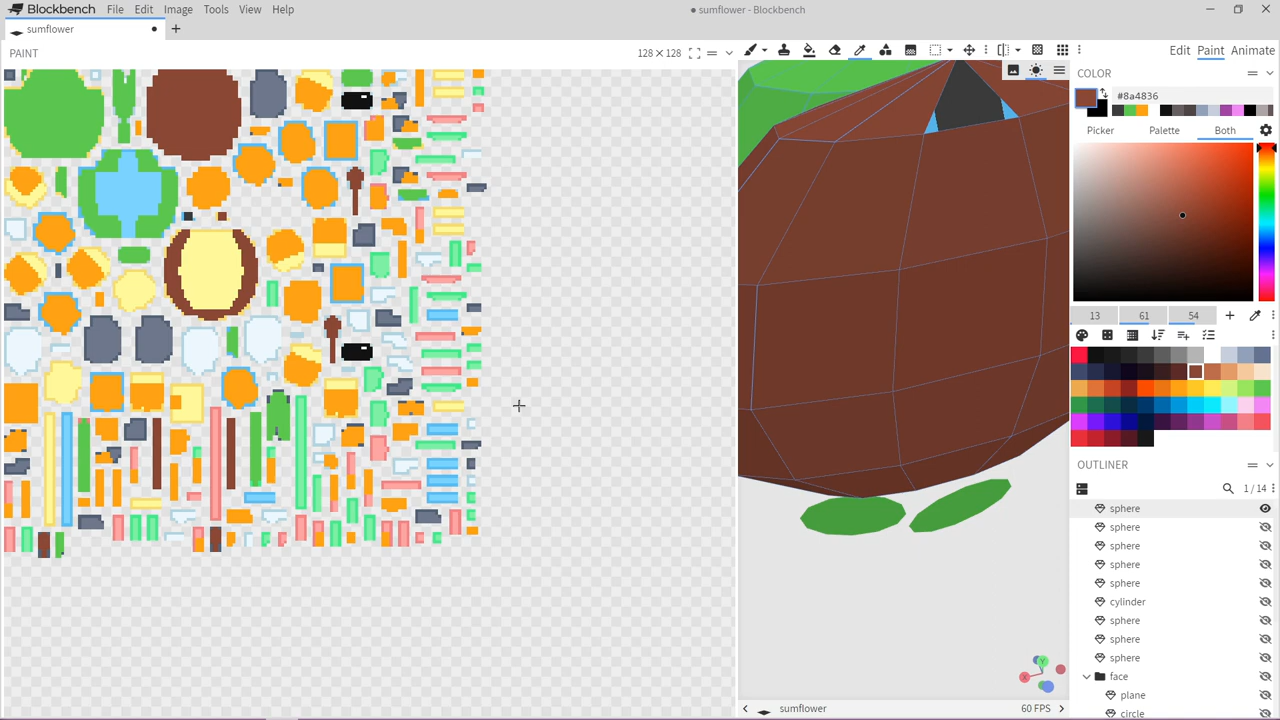 Blockbench File Edit Image Tools View Help
sumflower - Blockbench
sumflower
PAINT
128 × 128
Edit Paint Animate
COLOR
#8a4836
Picker Palette Both
13 61 54
OUTLINER
1 / 14
sphere
sphere
sphere
sphere
sphere
cylinder
sphere
sphere
sphere
face
plane
circle
sumflower
60 FPS